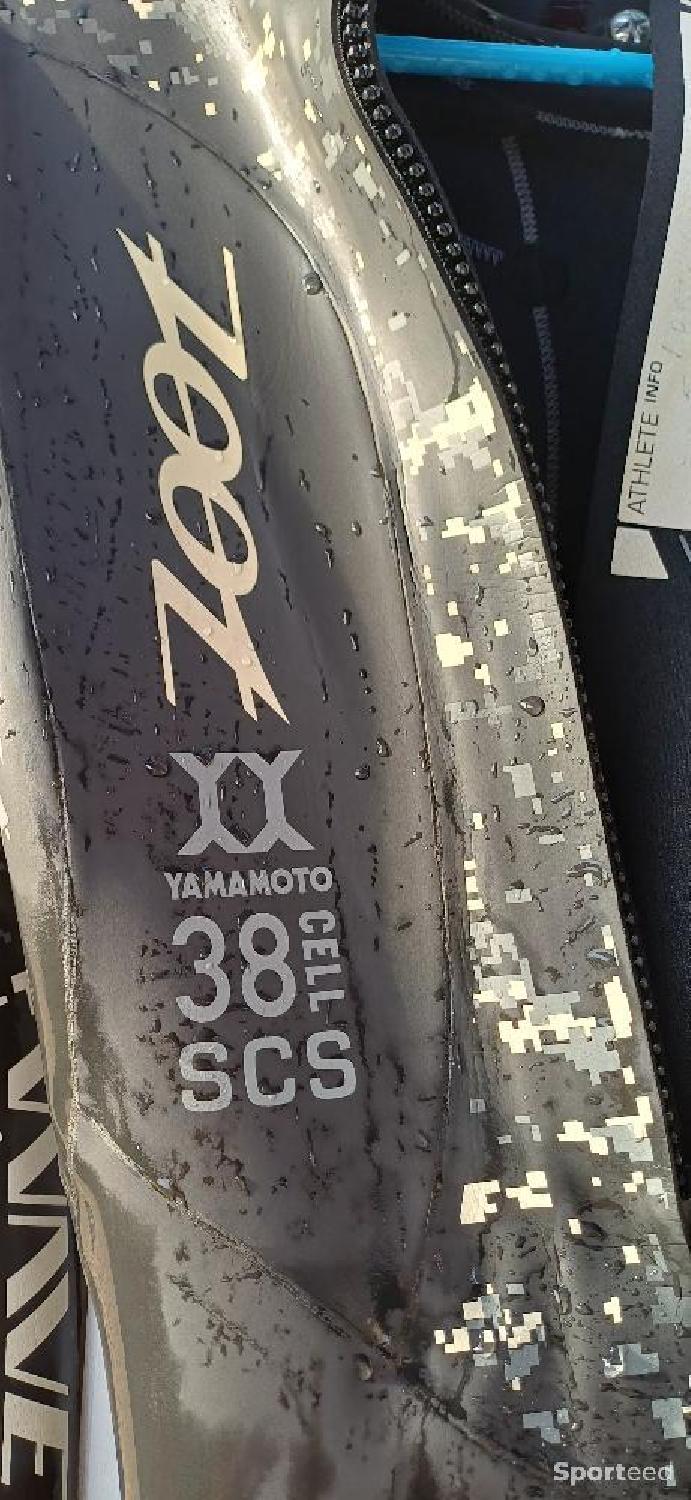 ZOOT
YAMAMOTO
38 CELL
SCS
ATHLETE INFO
Sporteed